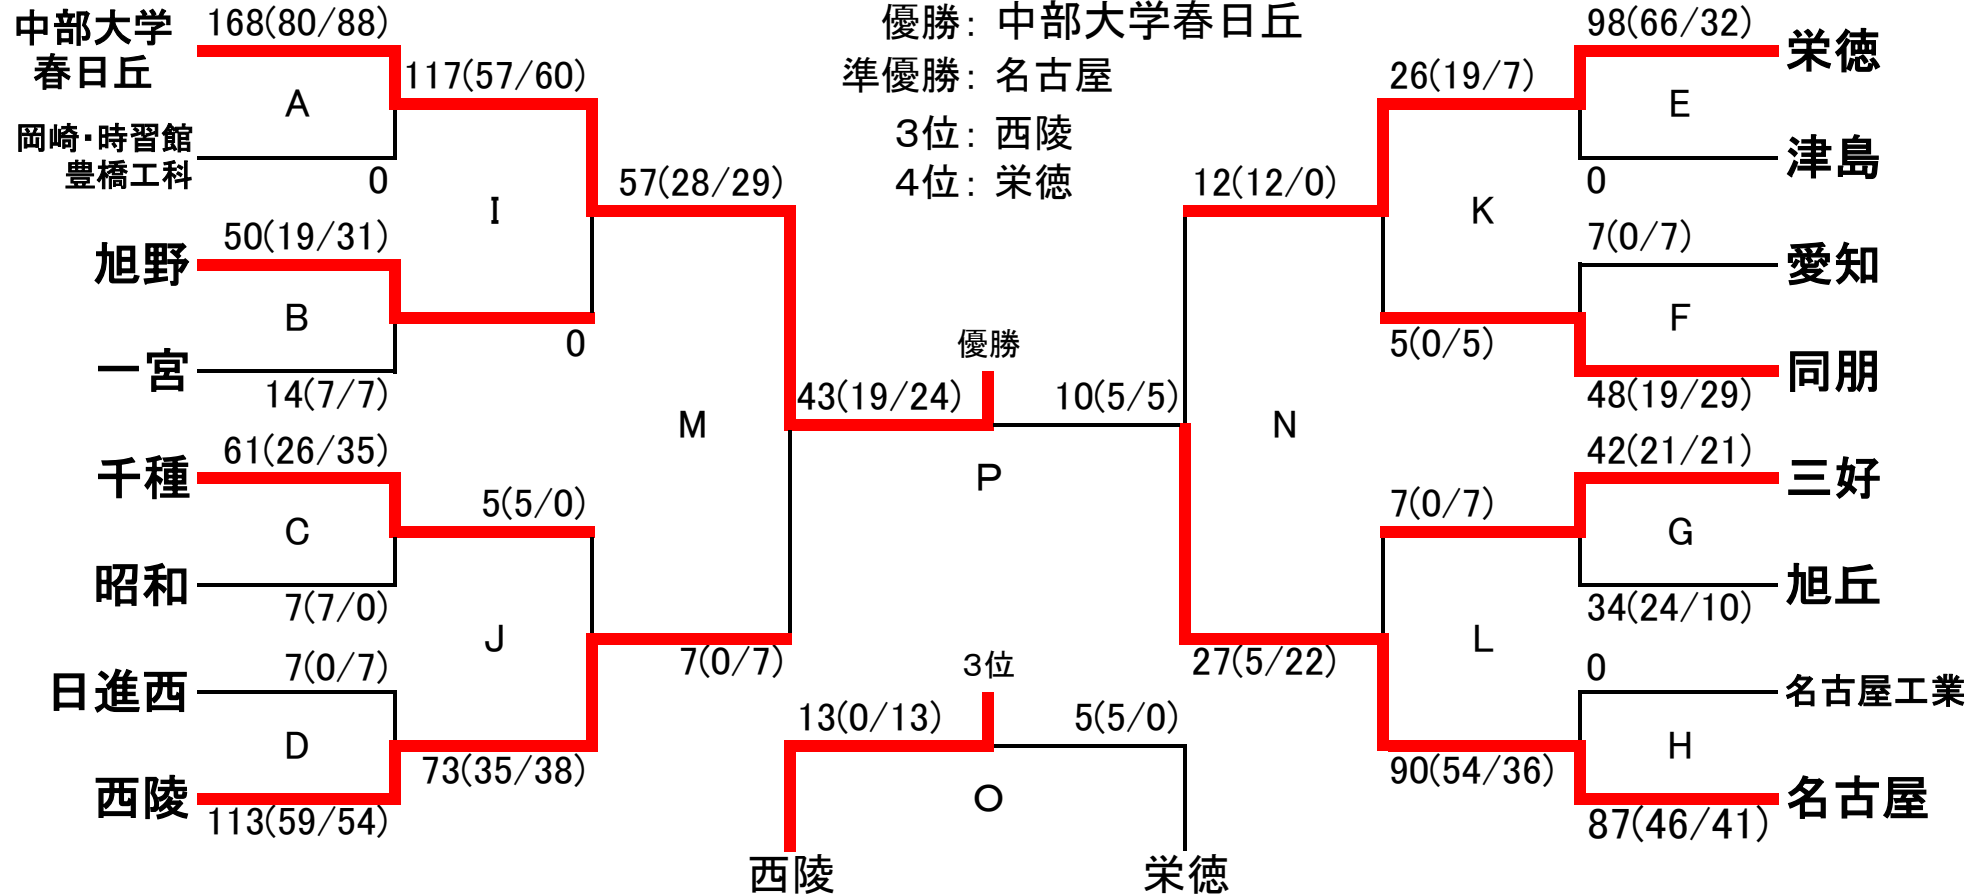 優勝： 中部大学春日丘
準優勝： 名古屋
３位： 西陵
４位： 栄徳
中部大学
春日丘
168(80/88)
A
岡崎・時習館
豊橋工科
0
117(57/60)
I
旭野
50(19/31)
B
一宮
14(7/7)
0
57(28/29)
M
千種
61(26/35)
C
昭和
7(7/0)
5(5/0)
J
日進西
7(0/7)
D
西陵
113(59/54)
73(35/38)
7(0/7)
優勝
43(19/24)
10(5/5)
P
3位
13(0/13)
5(5/0)
O
西陵
栄徳
98(66/32)
栄徳
E
津島
0
26(19/7)
K
12(12/0)
7(0/7)
愛知
F
同朋
48(19/29)
5(0/5)
N
42(21/21)
三好
G
旭丘
34(24/10)
7(0/7)
L
27(5/22)
0
名古屋工業
H
名古屋
87(46/41)
90(54/36)